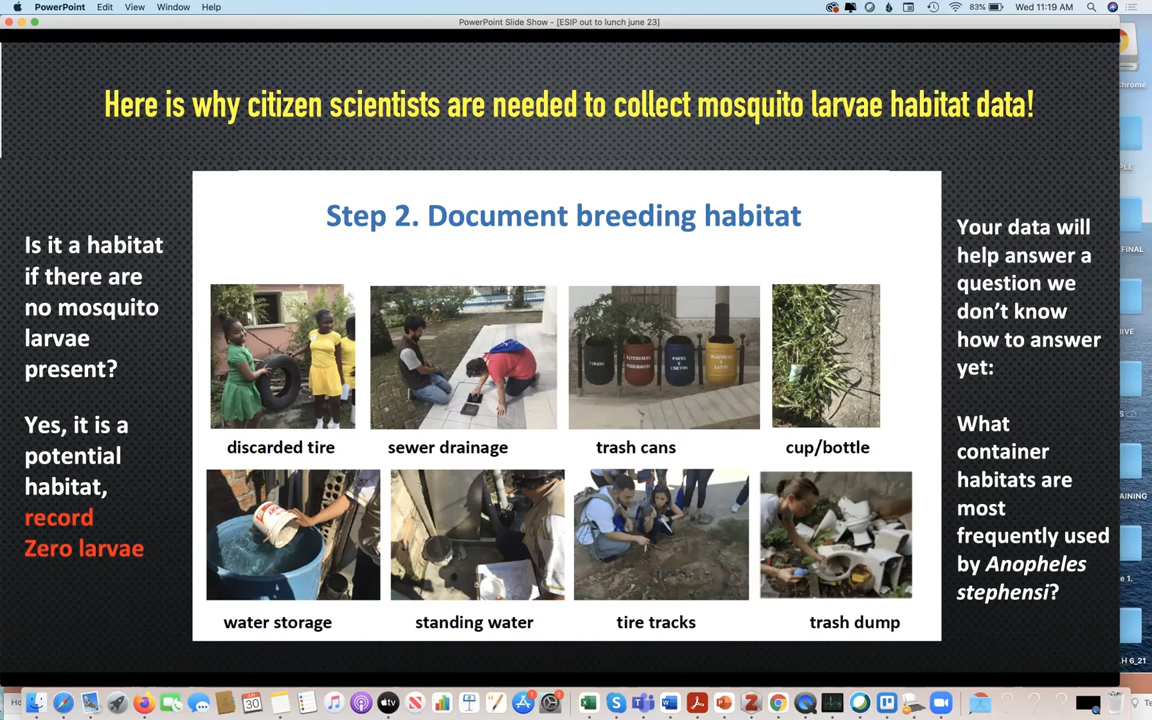 PowerPoint Edit View Window Help
83% Wed 11:19 AM
PowerPoint Slide Show - [ESIP out to lunch june 23)
Here is why citizen scientists are needed to collect mosquito larvae habitat data!
Step 2. Document breeding habitat
Is it a habitat
if there are
no mosquito
larvae
present?
Yes, it is a
potential
habitat,
record
Zero larvae
discarded tire
sewer drainage
trash cans
cup/bottle
water storage
standing water
tire tracks
trash dump
Your data will
help answer a
question we
don't know
how to answer
yet:
What
container
habitats are
most
frequently used
by Anopheles
stephensi?
hrome
FINAL
AINING
H 6_21